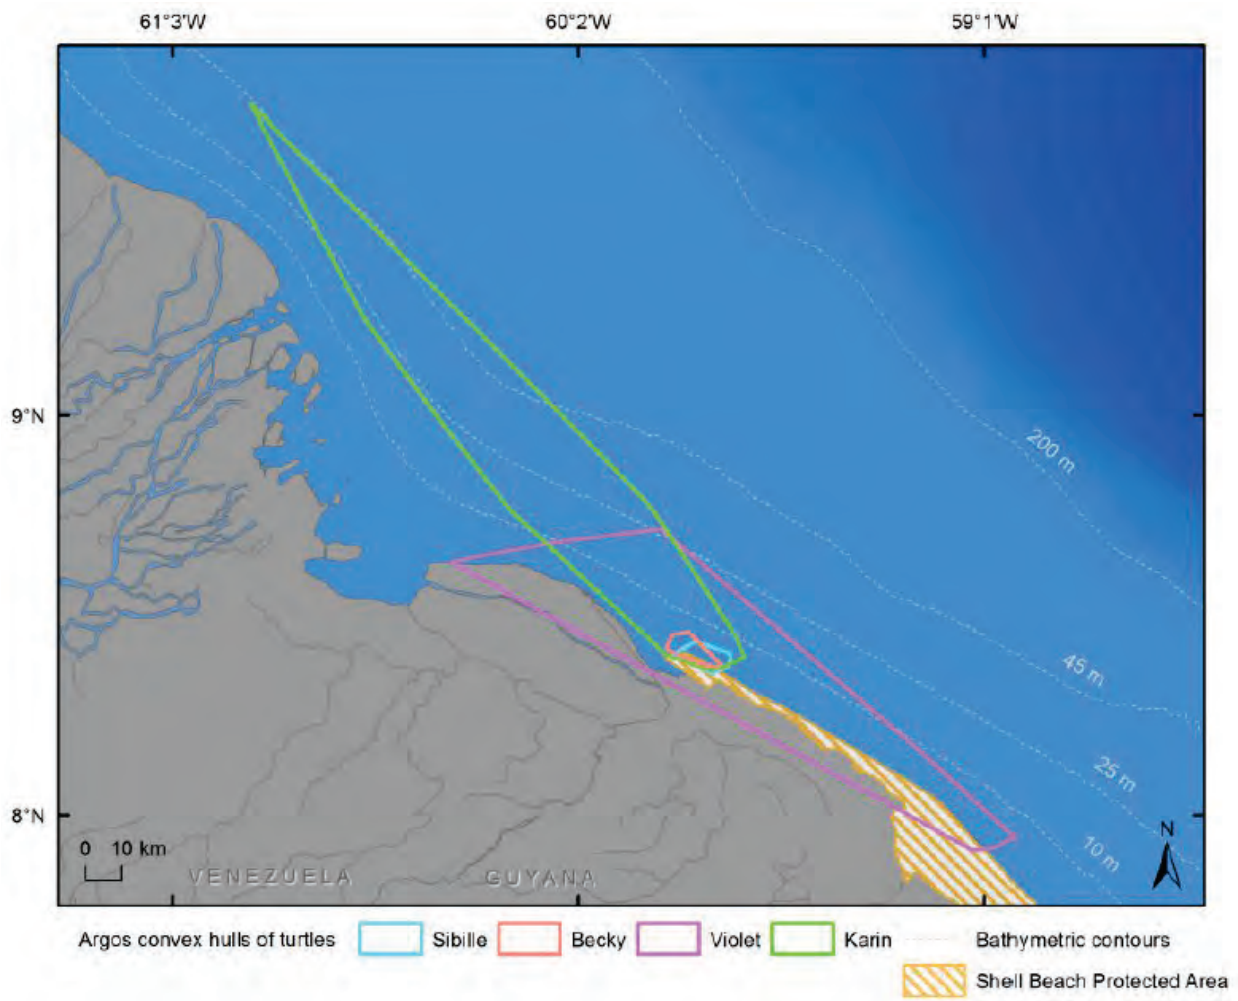 61°3'W 60°2'W 59°1'W
9°N
200 m
45 m
25 m
8°N
10 m
N
0 10 km
VENEZUELA GUYANA
Argos convex hulls of turtles Sibille Becky Violet Karin Bathymetric contours
Shell Beach Protected Area